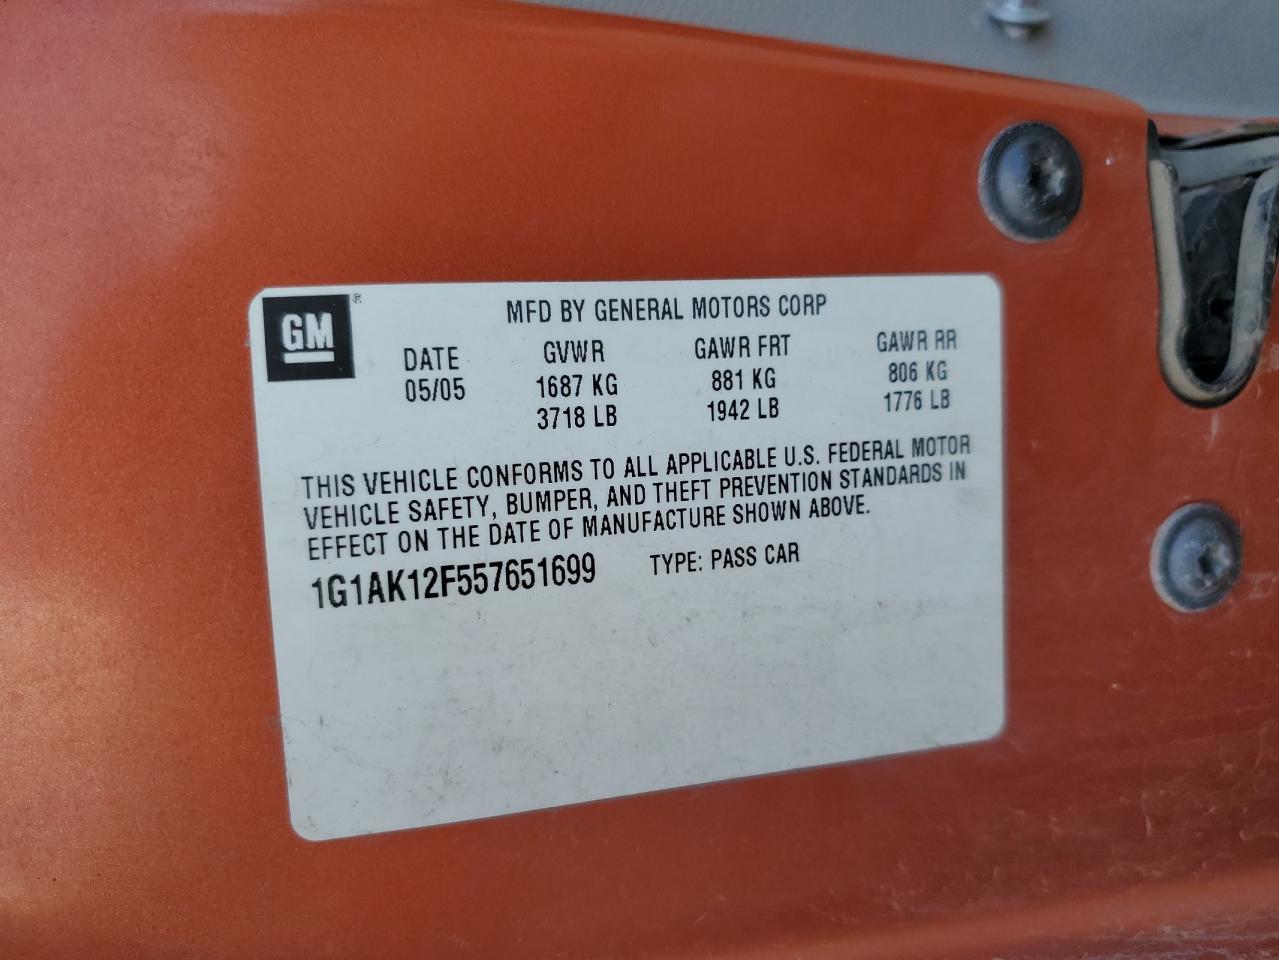 GM ®
MFD BY GENERAL MOTORS CORP
DATE GVWR GAWR FRT GAWR RR
05/05 1687 KG 881 KG 806 KG
3718 LB 1942 LB 1776 LB
THIS VEHICLE CONFORMS TO ALL APPLICABLE U.S. FEDERAL MOTOR
VEHICLE SAFETY, BUMPER, AND THEFT PREVENTION STANDARDS IN
EFFECT ON THE DATE OF MANUFACTURE SHOWN ABOVE.
1G1AK12F557651699 TYPE: PASS CAR